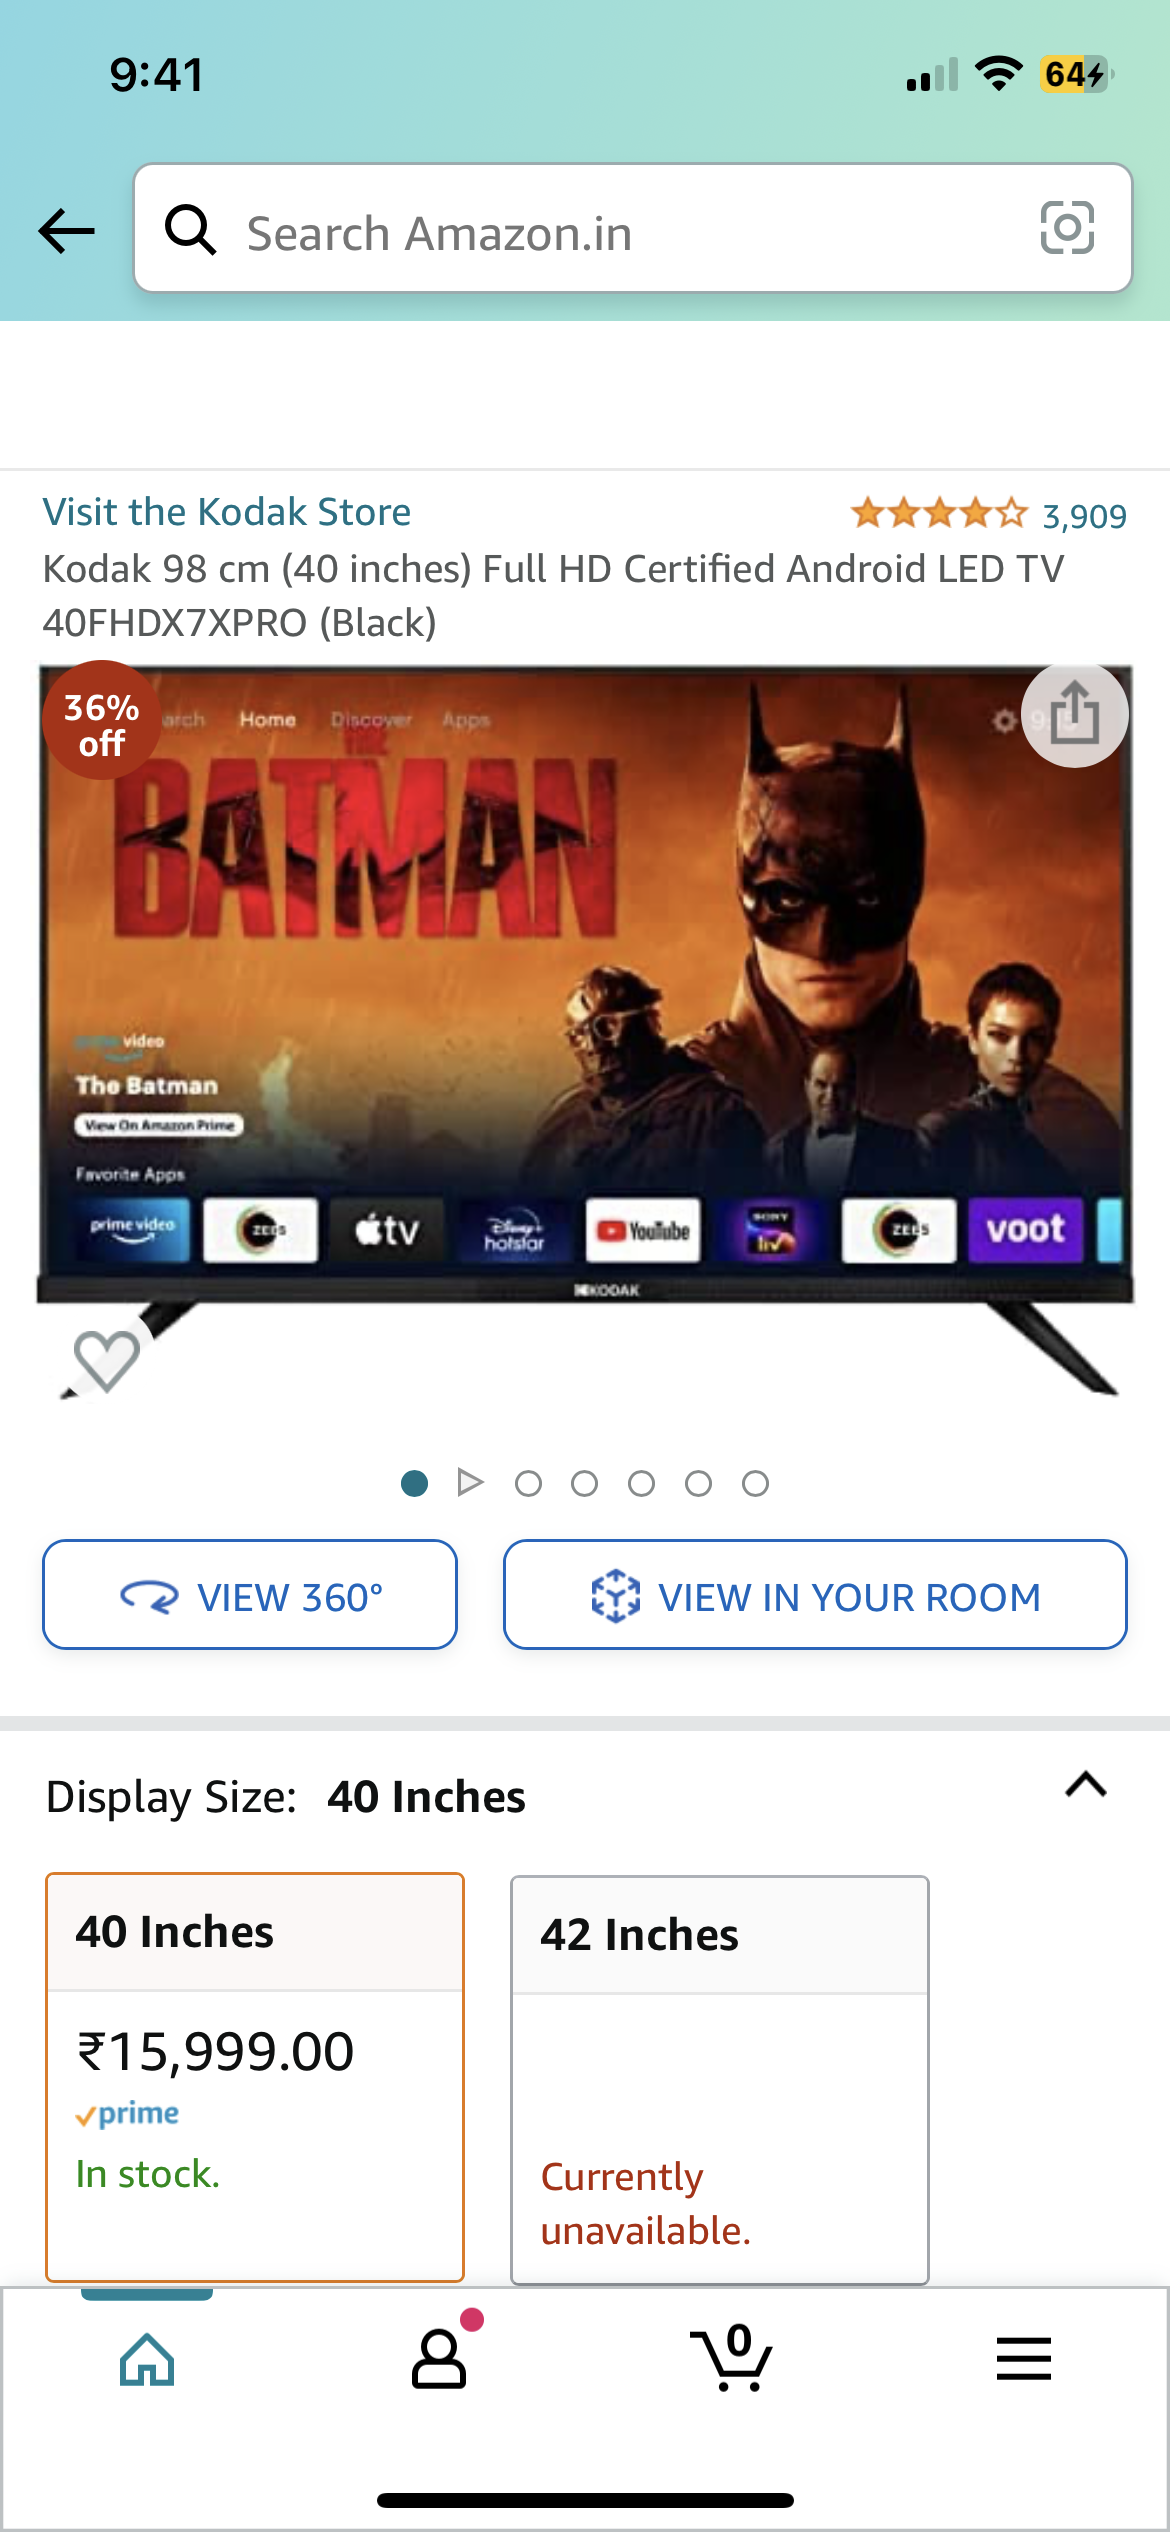 9:41
64
Search Amazon.in
Visit the Kodak Store
3,909
Kodak 98 cm (40 inches) Full HD Certified Android LED TV
40FHDX7XPRO (Black)
36%
off
Home Discover Apps
THE
BATMAN
prime video
The Batman
View On Amazon Prime
Favorite Apps
prime video
ZEE5
tv
Disney+
hotstar
YouTube
SONY
liv
ZEE5
voot
KODAK
VIEW 360°
VIEW IN YOUR ROOM
Display Size: 40 Inches
40 Inches
₹15,999.00
prime
In stock.
42 Inches
Currently
unavailable.
0